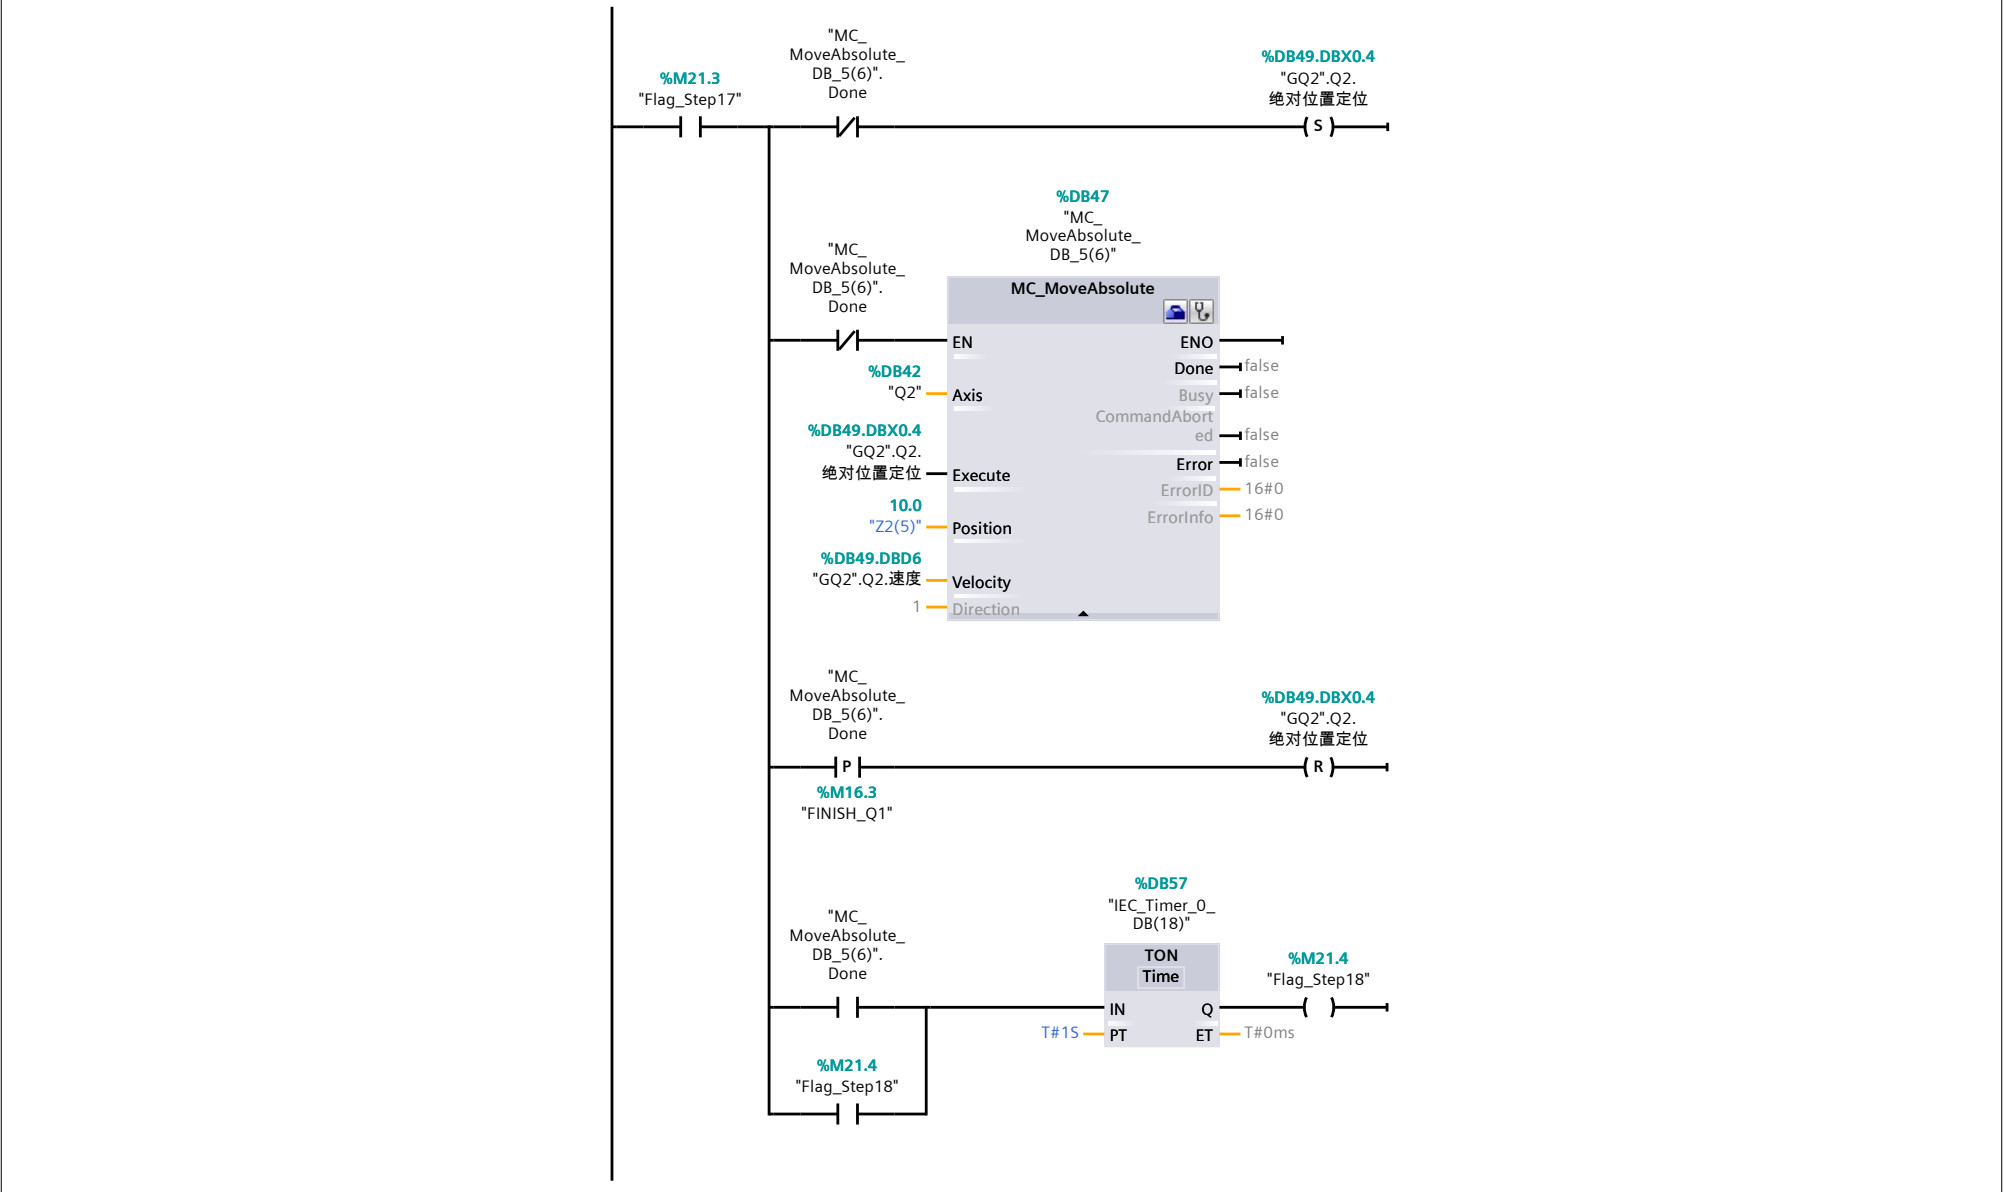 "MC_
MoveAbsolute_
DB_5(6)".
Done
%M21.3
"Flag_Step17"
%DB49.DBX0.4
"GQ2".Q2.
绝对位置定位
S
%DB47
"MC_
MoveAbsolute_
DB_5(6)"
"MC_
MoveAbsolute_
DB_5(6)".
Done
MC_MoveAbsolute
EN
ENO
Done
false
%DB42
"Q2"
Axis
Busy
false
CommandAbort
ed
false
%DB49.DBX0.4
"GQ2".Q2.
绝对位置定位
Execute
Error
false
ErrorID
16#0
10.0
"Z2(5)"
Position
ErrorInfo
16#0
%DB49.DBD6
"GQ2".Q2.速度
Velocity
1
Direction
"MC_
MoveAbsolute_
DB_5(6)".
Done
P
%M16.3
"FINISH_Q1"
%DB49.DBX0.4
"GQ2".Q2.
绝对位置定位
R
%DB57
"IEC_Timer_0_
DB(18)"
"MC_
MoveAbsolute_
DB_5(6)".
Done
TON
Time
%M21.4
"Flag_Step18"
IN
Q
T#1S
PT
ET
T#0ms
%M21.4
"Flag_Step18"